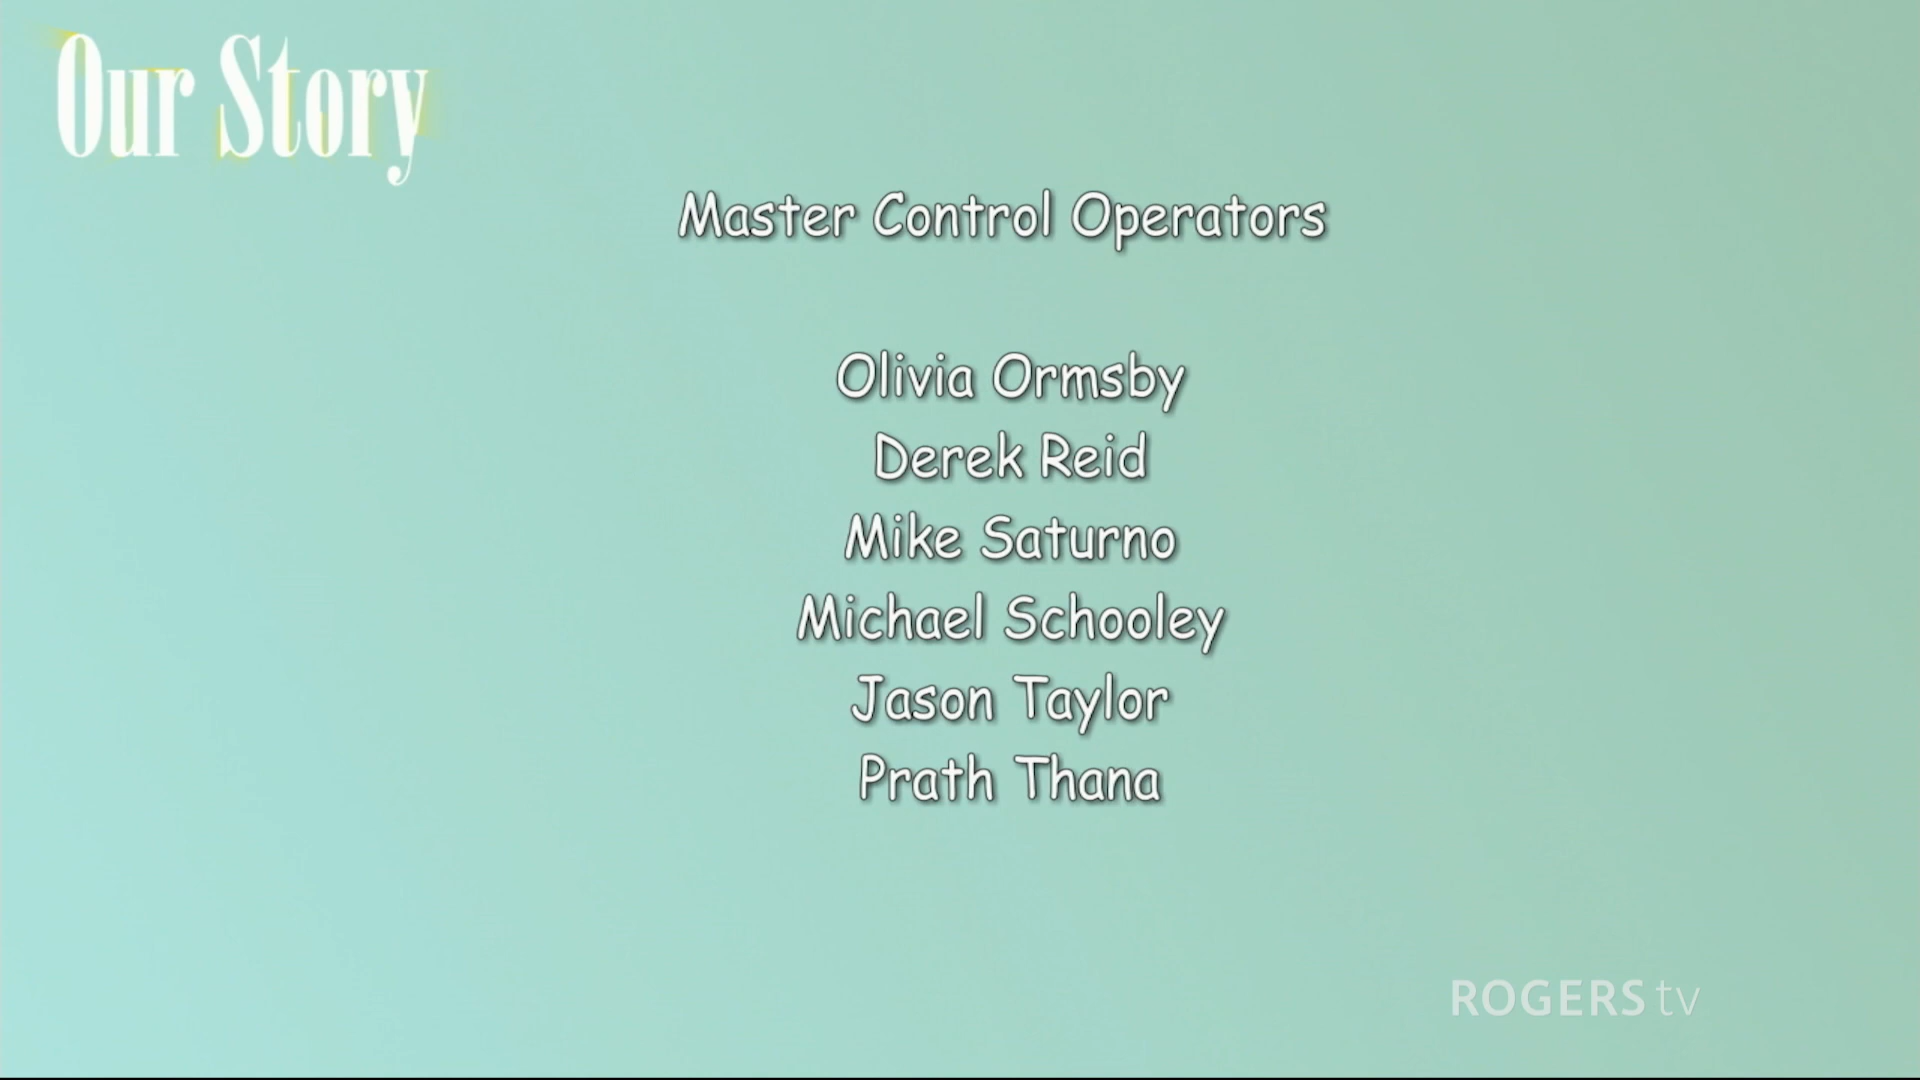 Our Story
Master Control Operators
Olivia Ormsby
Derek Reid
Mike Saturno
Michael Schooley
Jason Taylor
Prath Thana
ROGERS tv